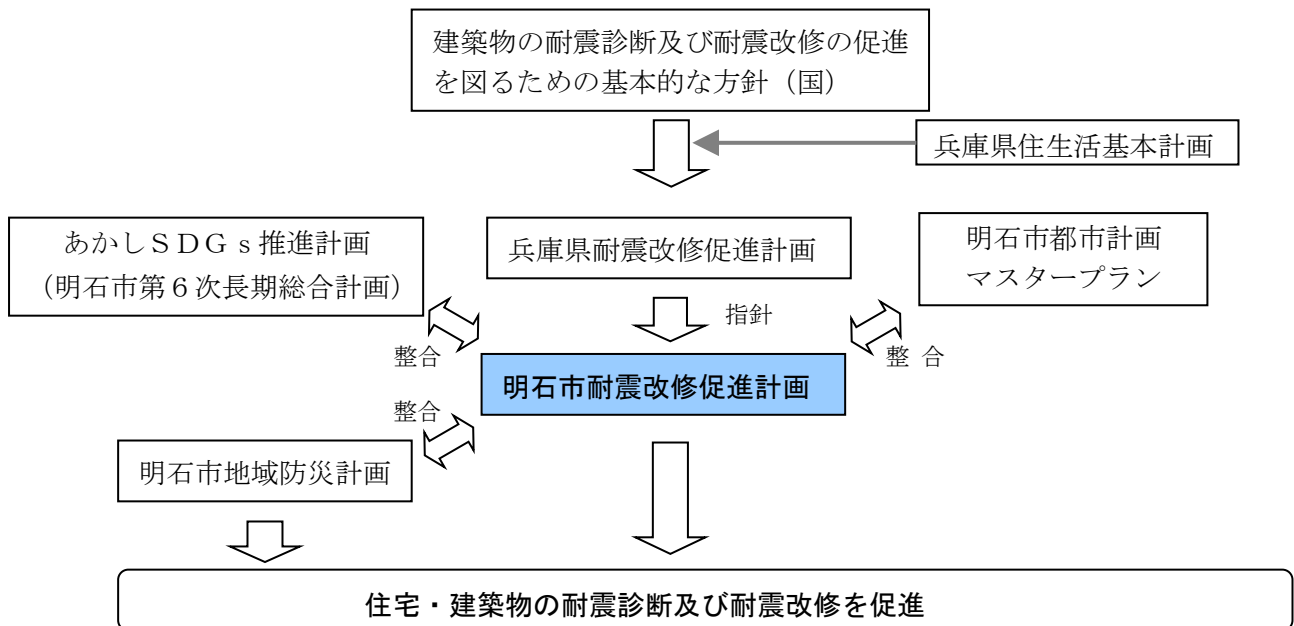 建築物の耐震診断及び耐震改修の促進
を図るための基本的な方針（国）
兵庫県住生活基本計画
あかしＳＤＧｓ推進計画
（明石市第６次長期総合計画）
兵庫県耐震改修促進計画
明石市都市計画
マスタープラン
指針
整合
整 合
明石市耐震改修促進計画
整合
明石市地域防災計画
住宅・建築物の耐震診断及び耐震改修を促進